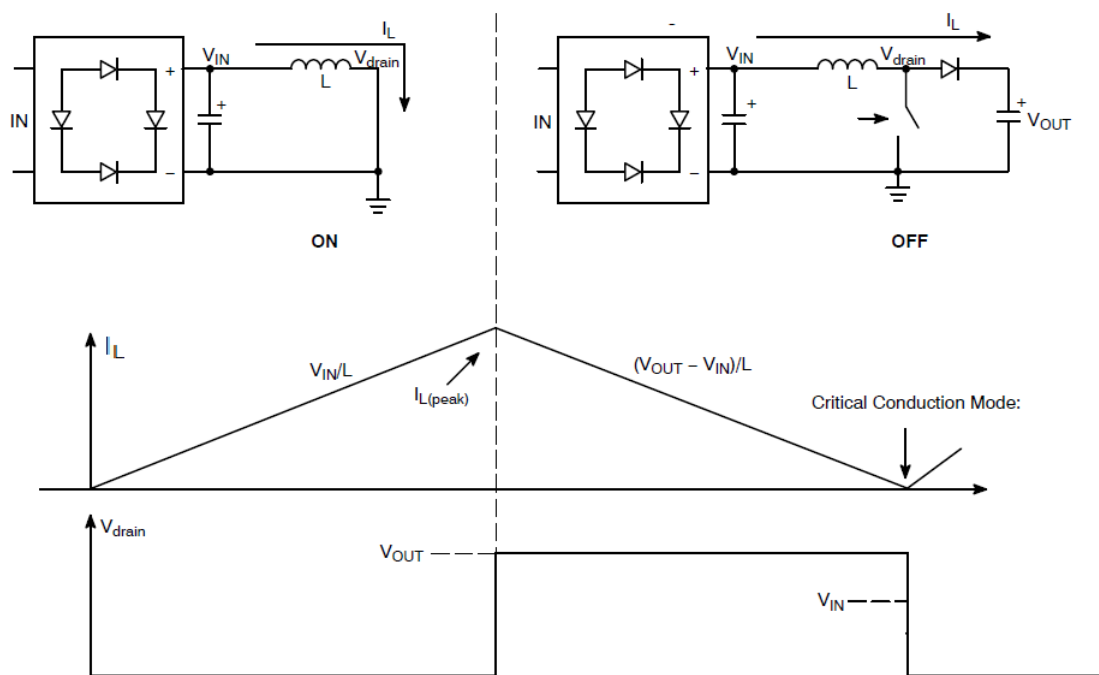 I_L
V_IN
V_drain
+
L
IN
+
−
ON
-
I_L
V_IN
V_drain
+
L
IN
+
+
V_OUT
−
OFF
I_L
V_IN/L
I_L(peak)
(V_OUT − V_IN)/L
Critical Conduction Mode:
V_drain
V_OUT
V_IN